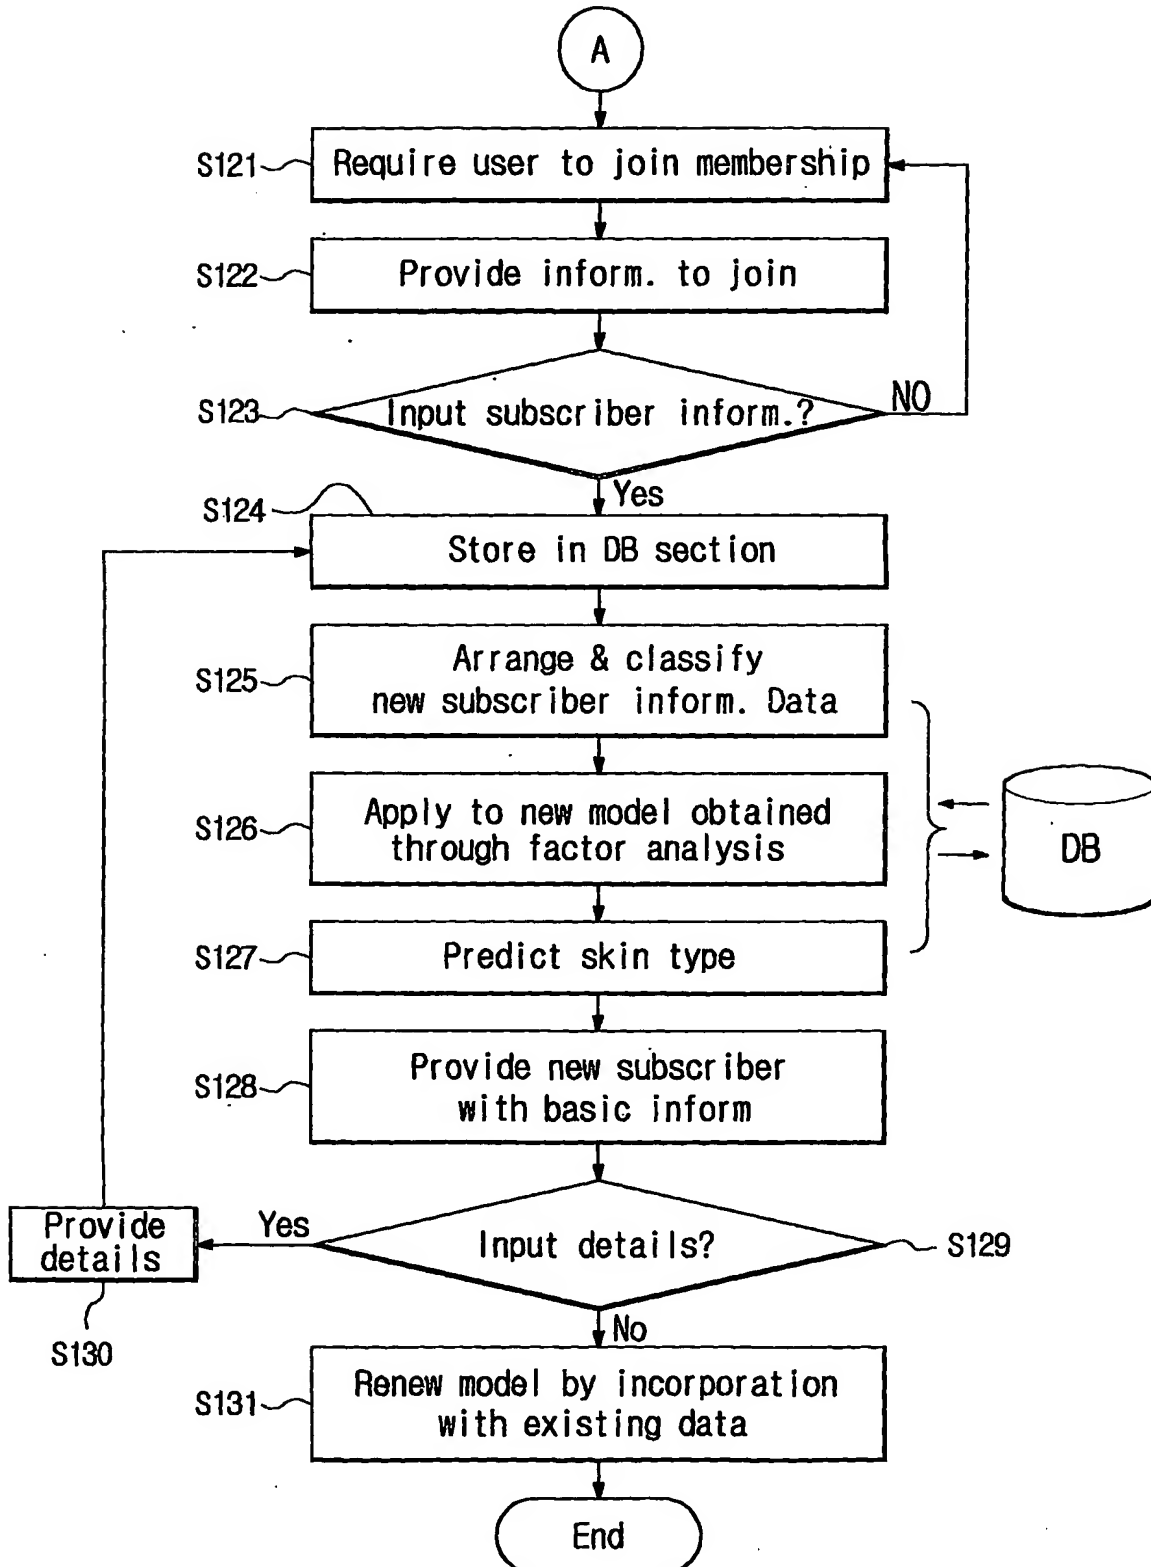 A
S121
Require user to join membership
S122
Provide inform. to join
S123
Input subscriber inform.?
NO
Yes
S124
Store in DB section
S125
Arrange & classify
new subscriber inform. Data
S126
Apply to new model obtained
through factor analysis
DB
S127
Predict skin type
S128
Provide new subscriber
with basic inform
Provide
details
Yes
Input details?
S129
S130
No
S131
Renew model by incorporation
with existing data
End